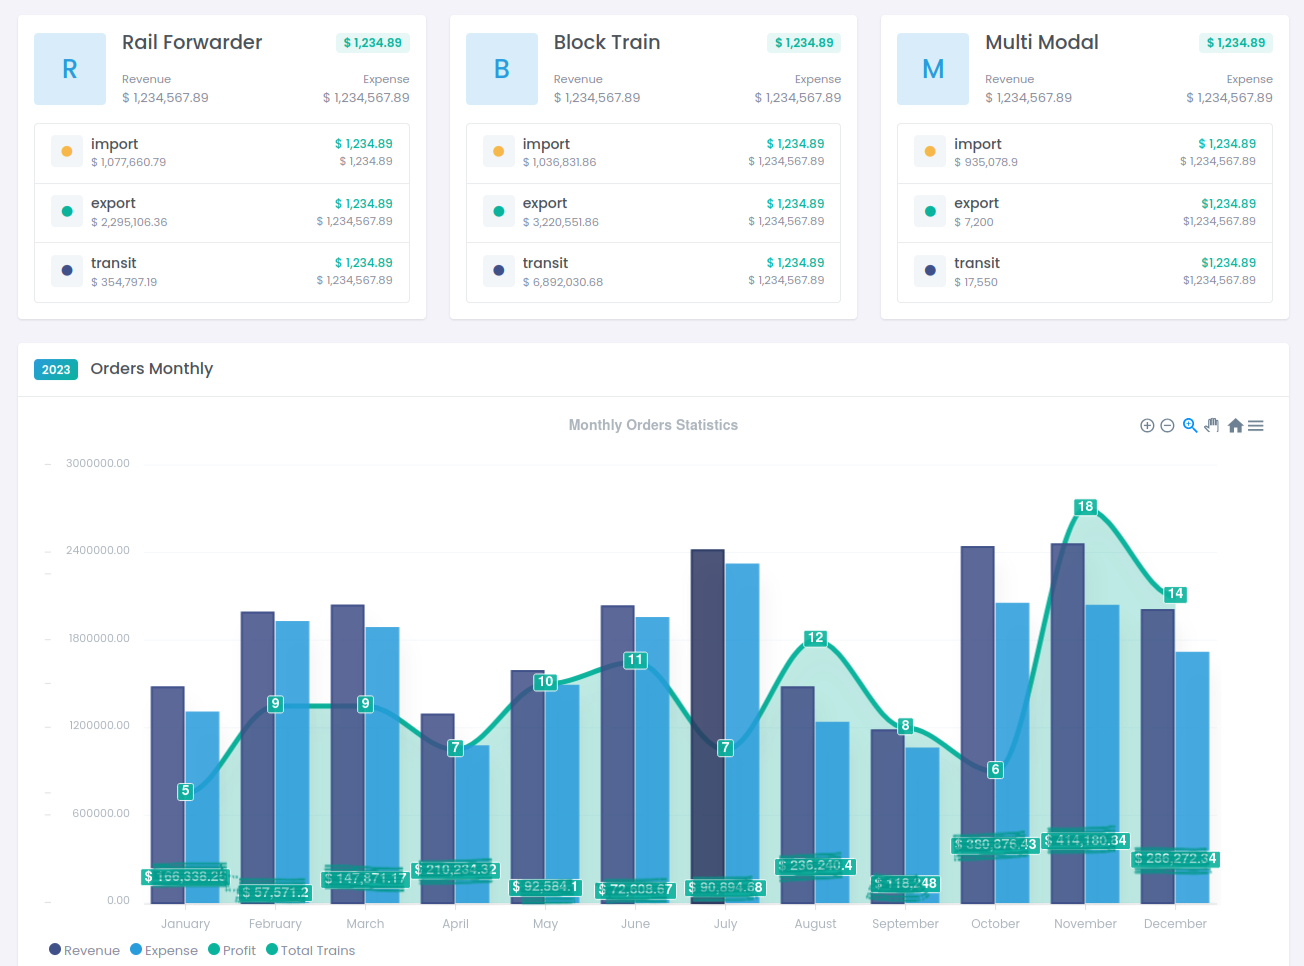 R
Rail Forwarder
$ 1,234.89
Revenue
Expense
$ 1,234,567.89
$ 1,234,567.89
import
$ 1,234.89
$ 1,077,660.79
$ 1,234.89
export
$ 1,234.89
$ 2,295,106.36
$ 1,234,567.89
transit
$ 1,234.89
$ 354,797.19
$ 1,234,567.89
B
Block Train
$ 1,234.89
Revenue
Expense
$ 1,234,567.89
$ 1,234,567.89
import
$ 1,234.89
$ 1,036,831.86
$ 1,234,567.89
export
$ 1,234.89
$ 3,220,551.86
$ 1,234,567.89
transit
$ 1,234.89
$ 6,892,030.68
$ 1,234,567.89
M
Multi Modal
$ 1,234.89
Revenue
Expense
$ 1,234,567.89
$ 1,234,567.89
import
$ 1,234.89
$ 935,078.9
$ 1,234,567.89
export
$1,234.89
$ 7,200
$1,234,567.89
transit
$1,234.89
$ 17,550
$1,234,567.89
2023 Orders Monthly
Monthly Orders Statistics
3000000.00
2400000.00
1800000.00
1200000.00
600000.00
0.00
5
9
9
7
10
11
7
12
8
6
18
14
$ 57,571.2
$ 147,871.17
$ 210,234.32
$ 92,584.1
$ 90,894.68
$ 236,240.4
$ 118,248
$ 414,180.34
$ 286,272.34
January
February
March
April
May
June
July
August
September
October
November
December
Revenue Expense Profit Total Trains